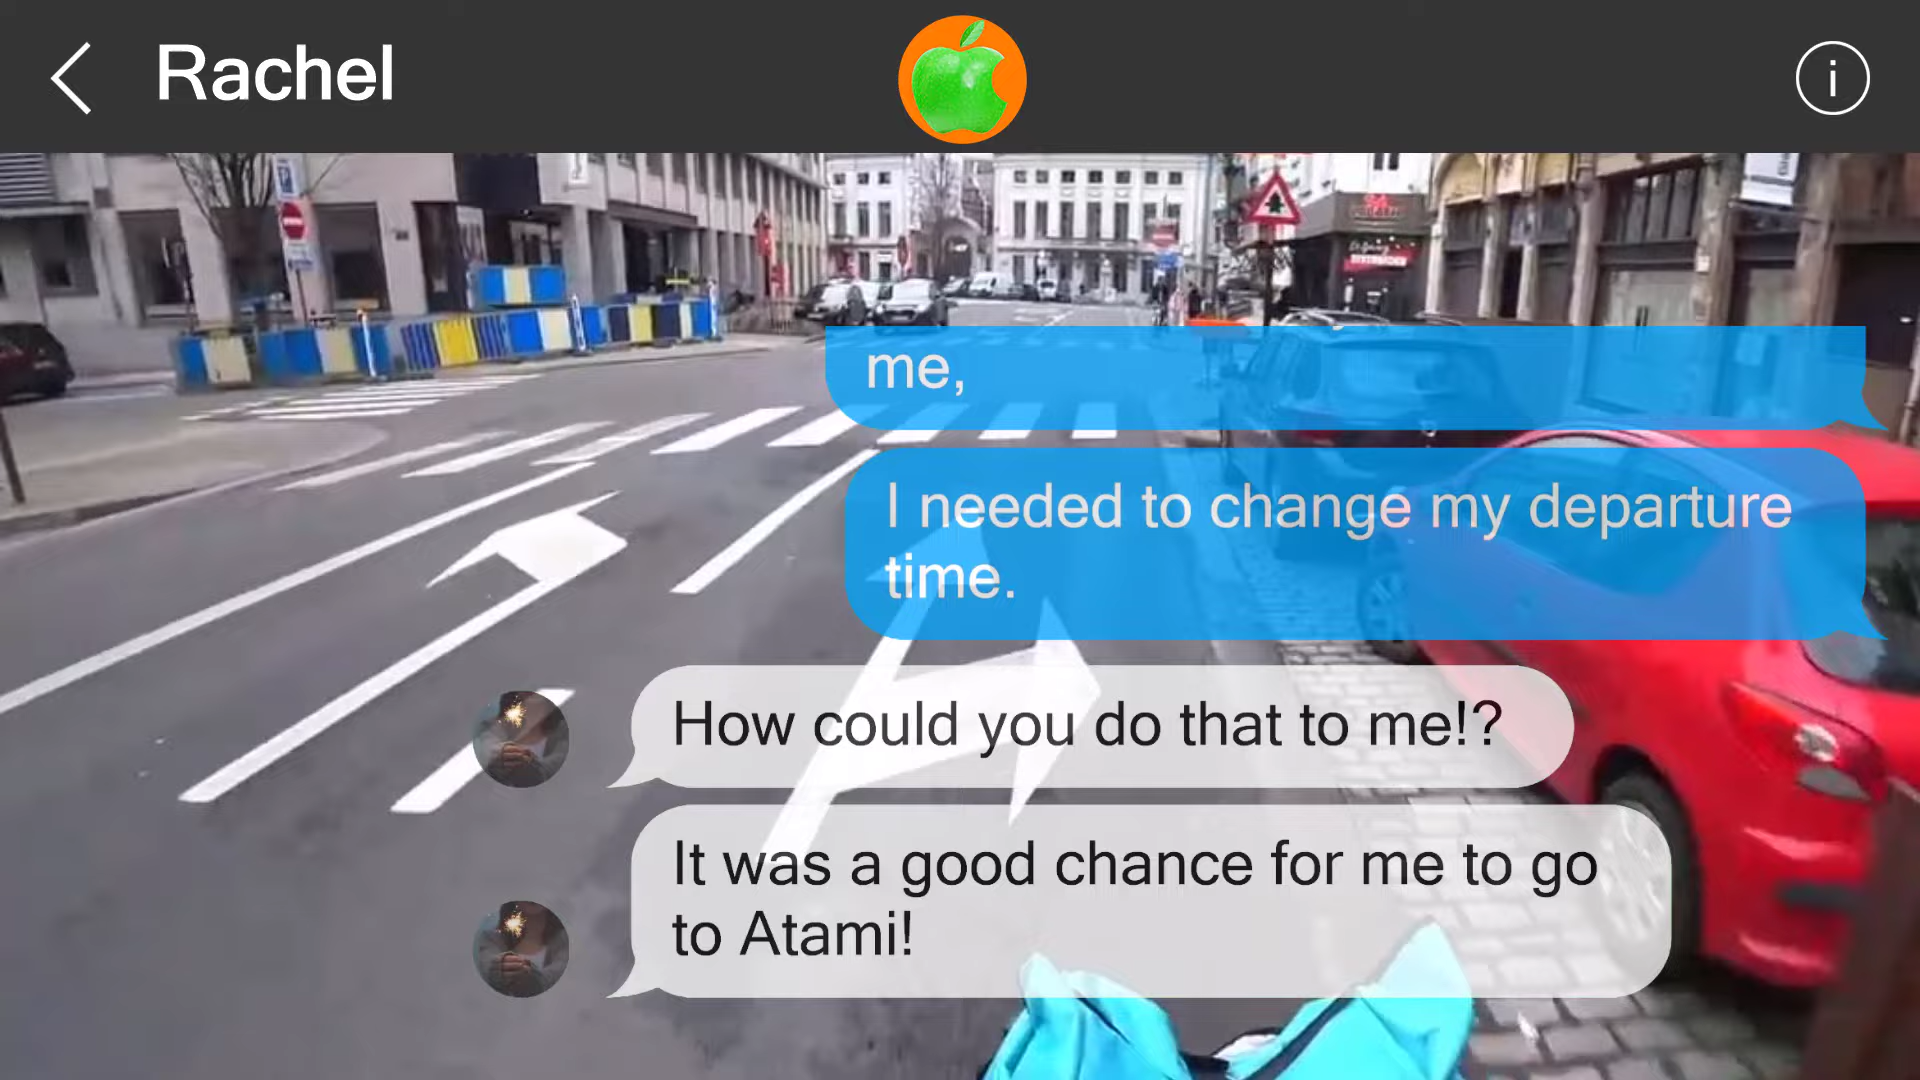 Rachel
me,
I needed to change my departure
time.
How could you do that to me!?
It was a good chance for me to go
to Atami!